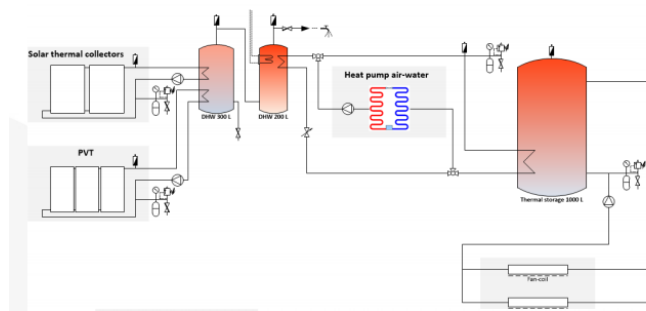 Solar thermal collectors
DHW 300 L
DHW 200 L
Heat pump air-water
PVT
Thermal storage 1000 L
Fan-coil